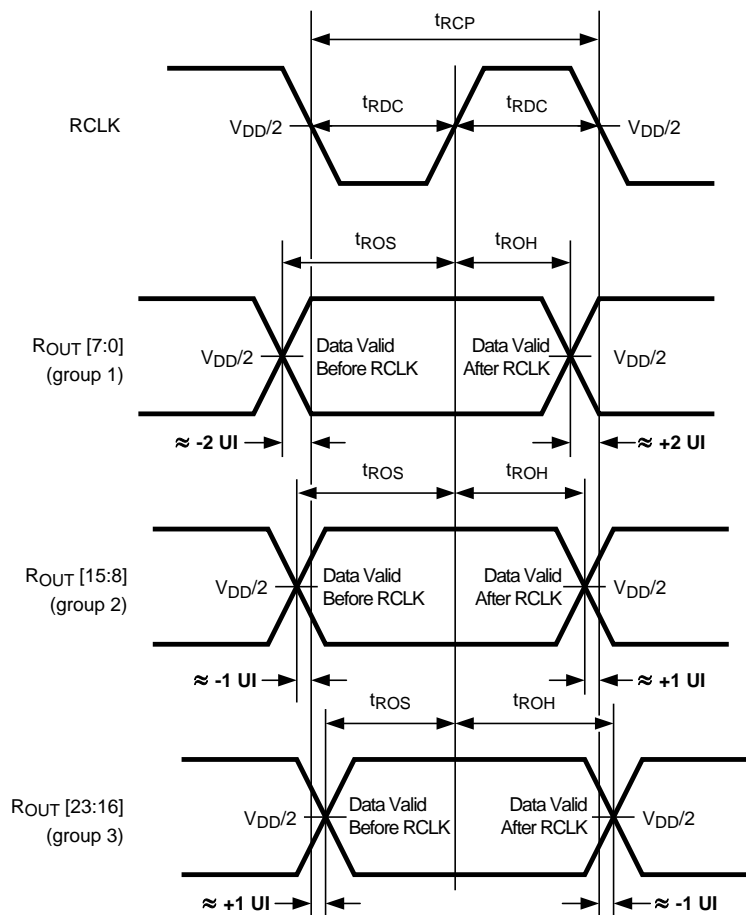 tRCP
tRDC tRDC
RCLK VDD/2 VDD/2
tROS tROH
ROUT [7:0]
(group 1)
VDD/2 Data Valid
Before RCLK
Data Valid
After RCLK
VDD/2
≈ -2 UI ≈ +2 UI
tROS tROH
ROUT [15:8]
(group 2)
VDD/2 Data Valid
Before RCLK
Data Valid
After RCLK
VDD/2
≈ -1 UI ≈ +1 UI
tROS tROH
ROUT [23:16]
(group 3)
VDD/2 Data Valid
Before RCLK
Data Valid
After RCLK
VDD/2
≈ +1 UI ≈ -1 UI